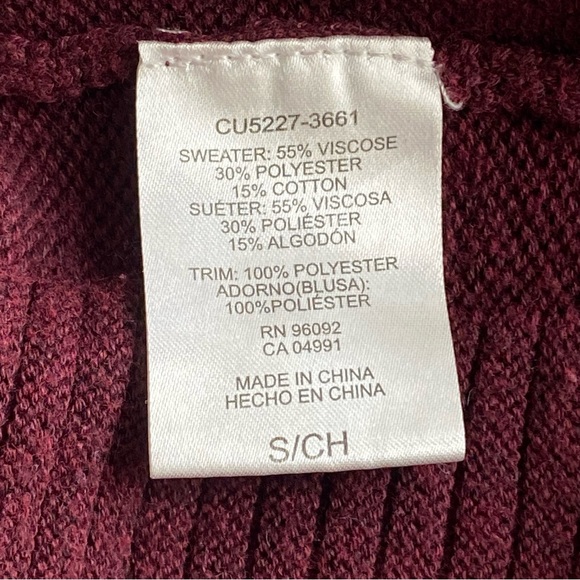 CU5227-3661
SWEATER: 55% VISCOSE
30% POLYESTER
15% COTTON
SUÉTER: 55% VISCOSA
30% POLIÉSTER
15% ALGODÓN
TRIM: 100% POLYESTER
ADORNO(BLUSA):
100%POLIÉSTER
RN 96092
CA 04991
MADE IN CHINA
HECHO EN CHINA
S/CH